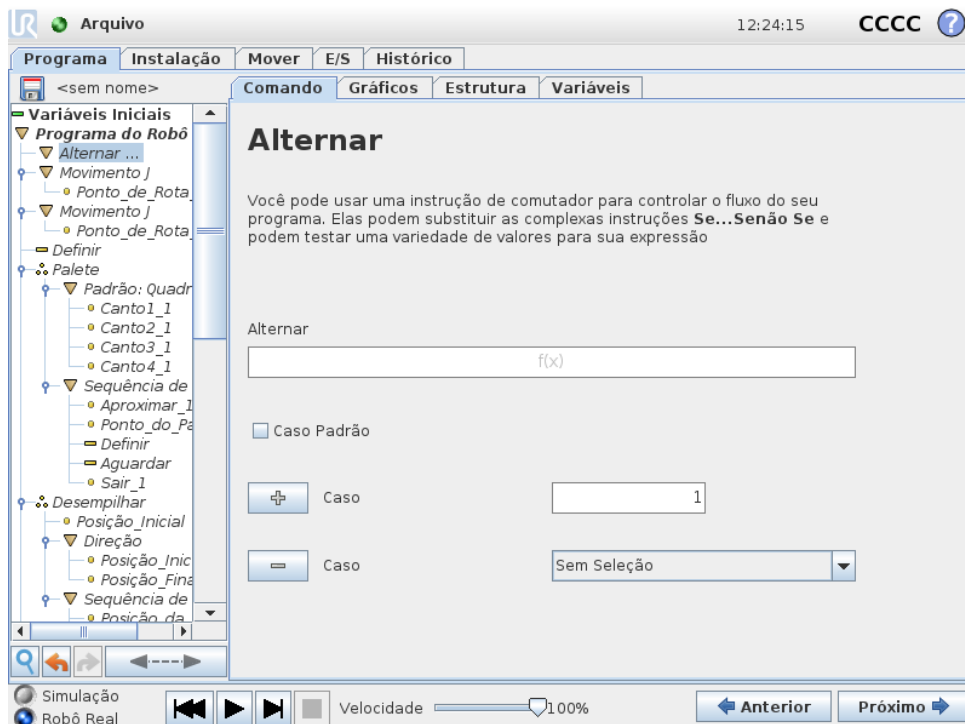 UR Arquivo 12:24:15 CCCC ?
Programa Instalação Mover E/S Histórico
<sem nome> Comando Gráficos Estrutura Variáveis
Variáveis Iniciais
Programa do Robô
Alternar ...
Movimento J
Ponto_de_Rota_
Movimento J
Ponto_de_Rota_
Definir
Palete
Padrão: Quadr
Canto1_1
Canto2_1
Canto3_1
Canto4_1
Sequência de
Aproximar_1
Ponto_do_Pa
Definir
Aguardar
Sair_1
Desempilhar
Posição_Inicial
Direção
Posição_Inic
Posição_Fina
Sequência de
Posição_da
Alternar
Você pode usar uma instrução de comutador para controlar o fluxo do seu
programa. Elas podem substituir as complexas instruções Se...Senão Se e
podem testar uma variedade de valores para sua expressão
Alternar
f(x)
Caso Padrão
Caso 1
Caso Sem Seleção
Simulação
Robô Real
Velocidade 100%
Anterior Próximo